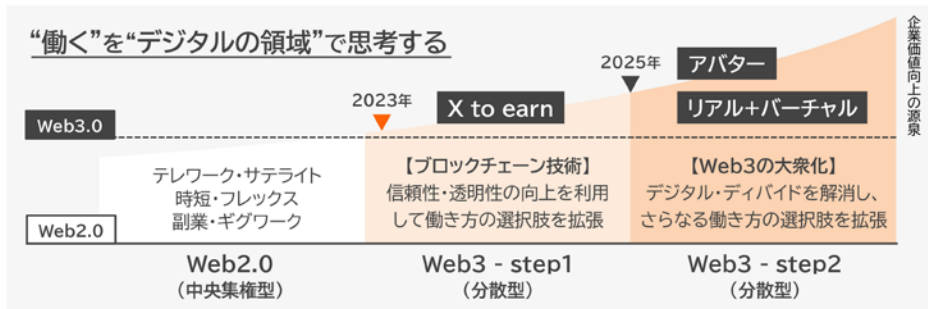 “働く”を“デジタルの領域”で思考する
企業価値向上の源泉
2025年
アバター
2023年
X to earn
リアル+バーチャル
Web3.0
テレワーク・サテライト
時短・フレックス
副業・ギグワーク
【ブロックチェーン技術】
信頼性・透明性の向上を利用
して働き方の選択肢を拡張
【Web3の大衆化】
デジタル・ディバイドを解消し、
さらなる働き方の選択肢を拡張
Web2.0
Web2.0
（中央集権型）
Web3 - step1
（分散型）
Web3 - step2
（分散型）